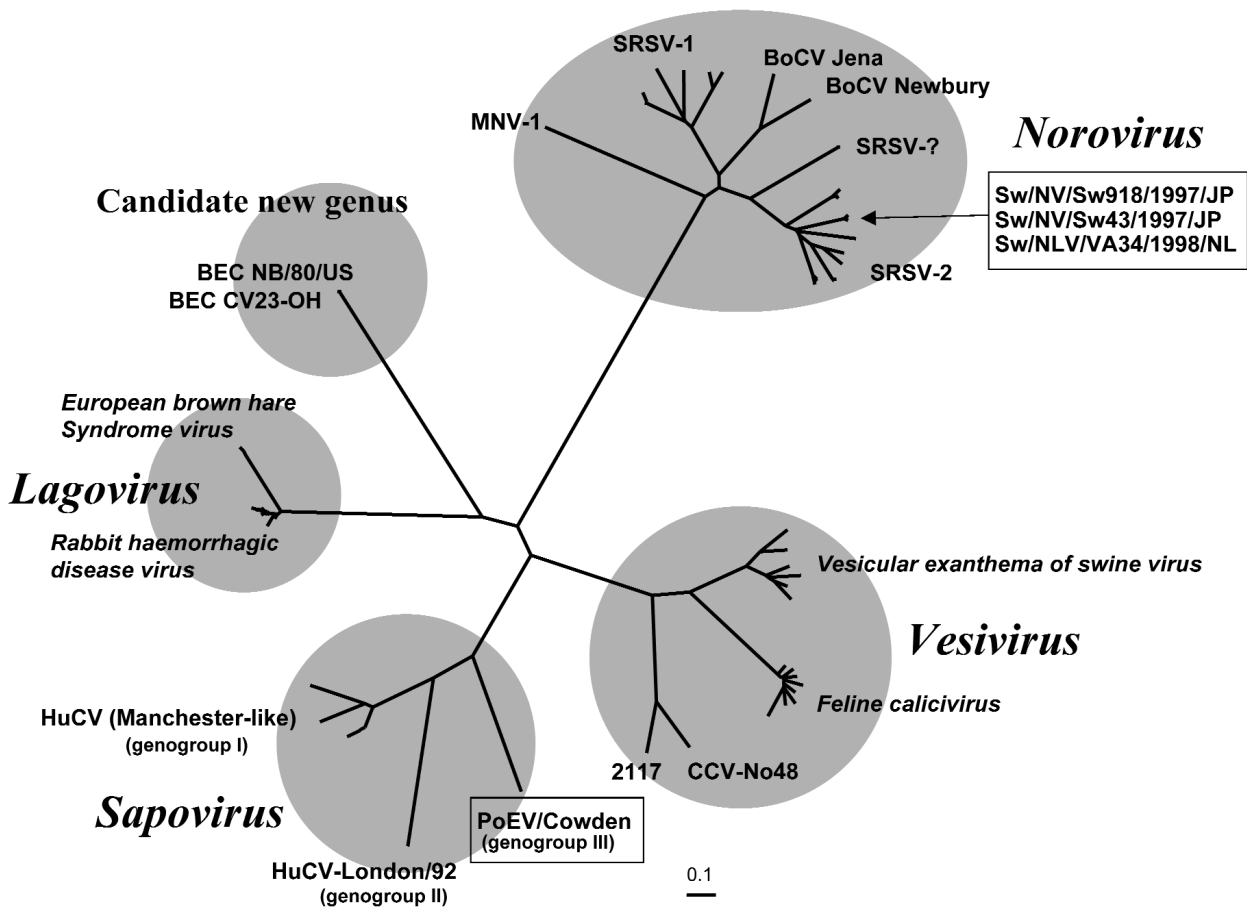 SRSV-1
BoCV Jena
BoCV Newbury
MNV-1
Norovirus
SRSV-?
Sw/NV/Sw918/1997/JP
Sw/NV/Sw43/1997/JP
Sw/NLV/VA34/1998/NL
SRSV-2
Candidate new genus
BEC NB/80/US
BEC CV23-OH
European brown hare
Syndrome virus
Lagovirus
Rabbit haemorrhagic
disease virus
Vesicular exanthema of swine virus
Vesivirus
Feline calicivirus
2117
CCV-No48
HuCV (Manchester-like)
(genogroup I)
Sapovirus
PoEV/Cowden
(genogroup III)
HuCV-London/92
(genogroup II)
0.1